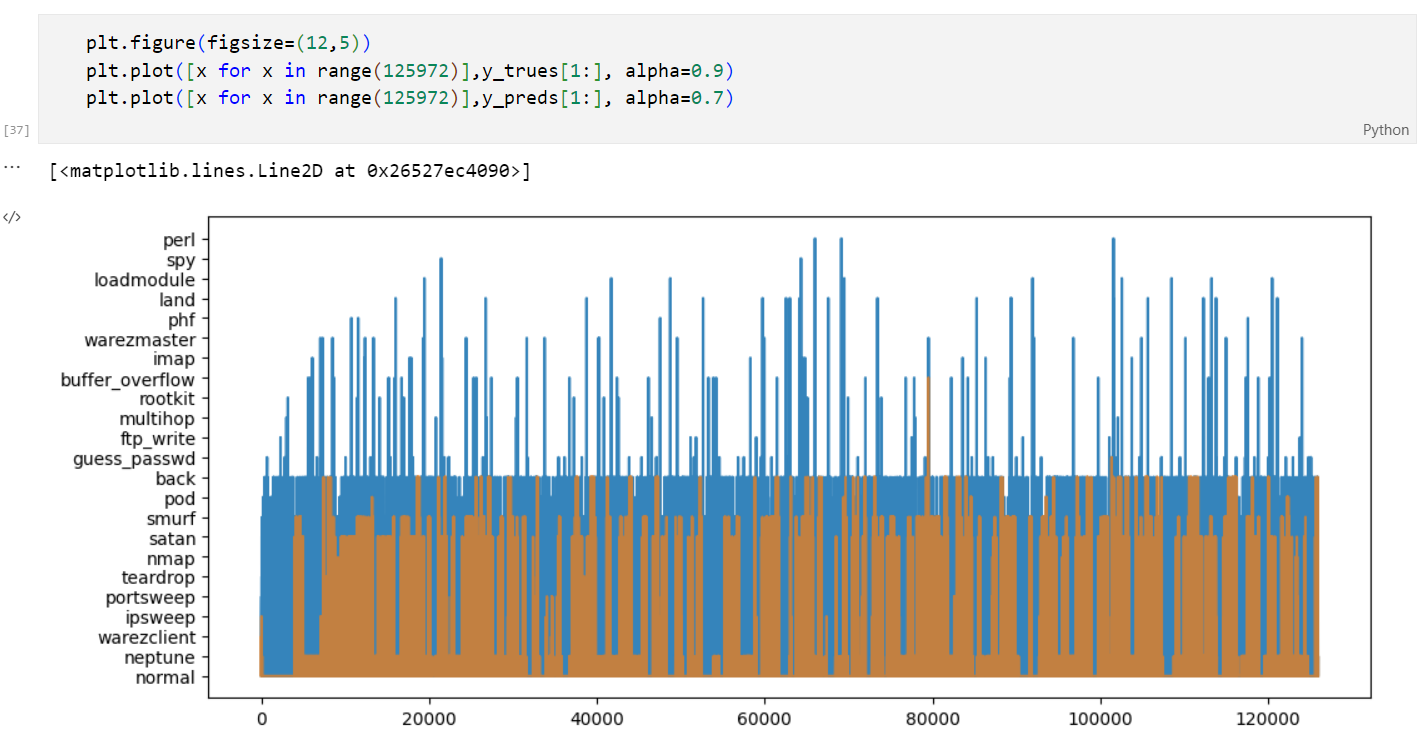 plt.figure(figsize=(12,5))
plt.plot([x for x in range(125972)],y_trues[1:], alpha=0.9)
plt.plot([x for x in range(125972)],y_preds[1:], alpha=0.7)
[37]
Python
...
[<matplotlib.lines.Line2D at 0x26527ec4090>]
</>
perl
spy
loadmodule
land
phf
warezmaster
imap
buffer_overflow
rootkit
multihop
ftp_write
guess_passwd
back
pod
smurf
satan
nmap
teardrop
portsweep
ipsweep
warezclient
neptune
normal
0 20000 40000 60000 80000 100000 120000